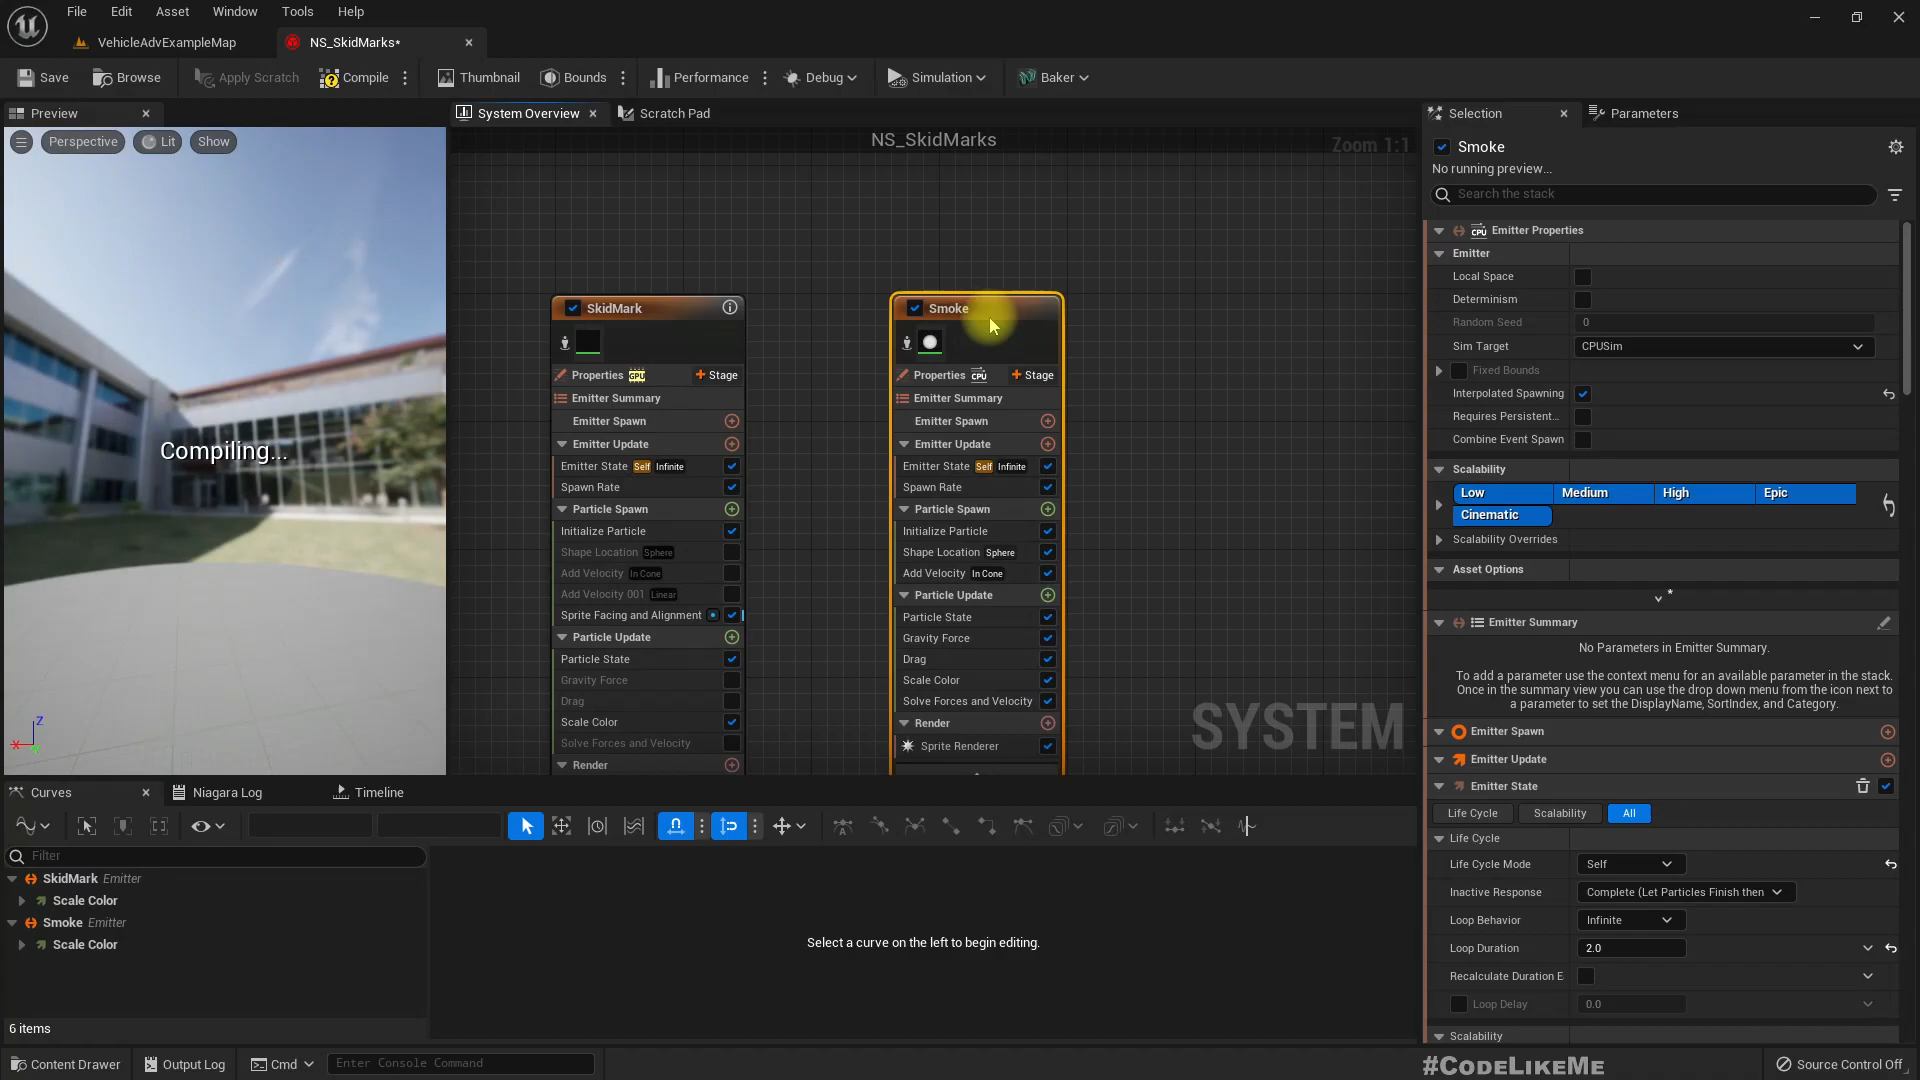 File Edit Asset Window Tools Help
VehicleAdvExampleMap NS_SkidMarks*
Save Browse Apply Scratch Compile Thumbnail Bounds Performance Debug Simulation Baker
Preview System Overview Scratch Pad Selection Parameters
Perspective Lit Show
NS_SkidMarks
Zoom 1:1
Smoke
No running preview...
Search the stack
Compiling...
Z
X
SkidMark
Properties GPU Stage
Emitter Summary
Emitter Spawn
Emitter Update
Emitter State Self Infinite
Spawn Rate
Particle Spawn
Initialize Particle
Shape Location Sphere
Add Velocity In Cone
Add Velocity 001 Linear
Sprite Facing and Alignment
Particle Update
Particle State
Gravity Force
Drag
Scale Color
Solve Forces and Velocity
Render
Smoke
Properties CPU Stage
Emitter Summary
Emitter Spawn
Emitter Update
Emitter State Self Infinite
Spawn Rate
Particle Spawn
Initialize Particle
Shape Location Sphere
Add Velocity In Cone
Particle Update
Particle State
Gravity Force
Drag
Scale Color
Solve Forces and Velocity
Render
Sprite Renderer
SYSTEM
CPU Emitter Properties
Emitter
Local Space
Determinism
Random Seed 0
Sim Target CPUSim
Fixed Bounds
Interpolated Spawning
Requires Persistent...
Combine Event Spawn
Scalability
Low Medium High Epic
Cinematic
Scalability Overrides
Asset Options
Emitter Summary
No Parameters in Emitter Summary.
To add a parameter use the context menu for an available parameter in the stack.
Once in the summary view you can use the drop down menu from the icon next to
a parameter to set the DisplayName, SortIndex, and Category.
Emitter Spawn
Emitter Update
Emitter State
Life Cycle Scalability All
Life Cycle
Life Cycle Mode Self
Inactive Response Complete (Let Particles Finish then
Loop Behavior Infinite
Loop Duration 2.0
Recalculate Duration E
Loop Delay 0.0
Scalability
Curves Niagara Log Timeline
Filter
SkidMark Emitter
Scale Color
Smoke Emitter
Scale Color
Select a curve on the left to begin editing.
6 items
Content Drawer Output Log Cmd Enter Console Command
#CodeLikeMe
Source Control Off